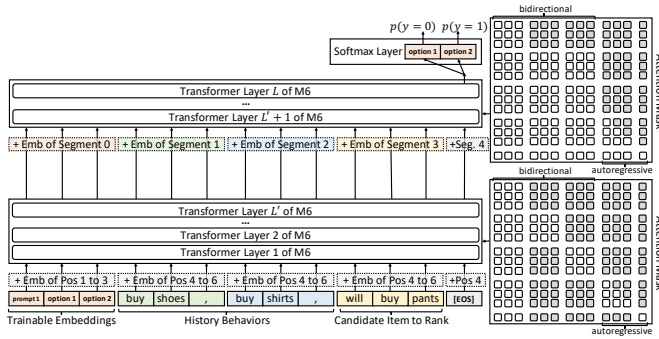 p(y = 0) p(y = 1)
Softmax Layer option 1 option 2
Transformer Layer L of M6
...
Transformer Layer L′ + 1 of M6
+ Emb of Segment 0 + Emb of Segment 1 + Emb of Segment 2 + Emb of Segment 3 +Seg. 4
Transformer Layer L′ of M6
...
Transformer Layer 2 of M6
Transformer Layer 1 of M6
+ Emb of Pos 1 to 3 + Emb of Pos 4 to 6 + Emb of Pos 4 to 6 + Emb of Pos 4 to 6 +Pos 4
prompt 1 option 1 option 2 buy shoes , buy shirts , will buy pants [EOS]
Trainable Embeddings History Behaviors Candidate Item to Rank
bidirectional
Attention Mask
autoregressive
bidirectional
Attention Mask
autoregressive